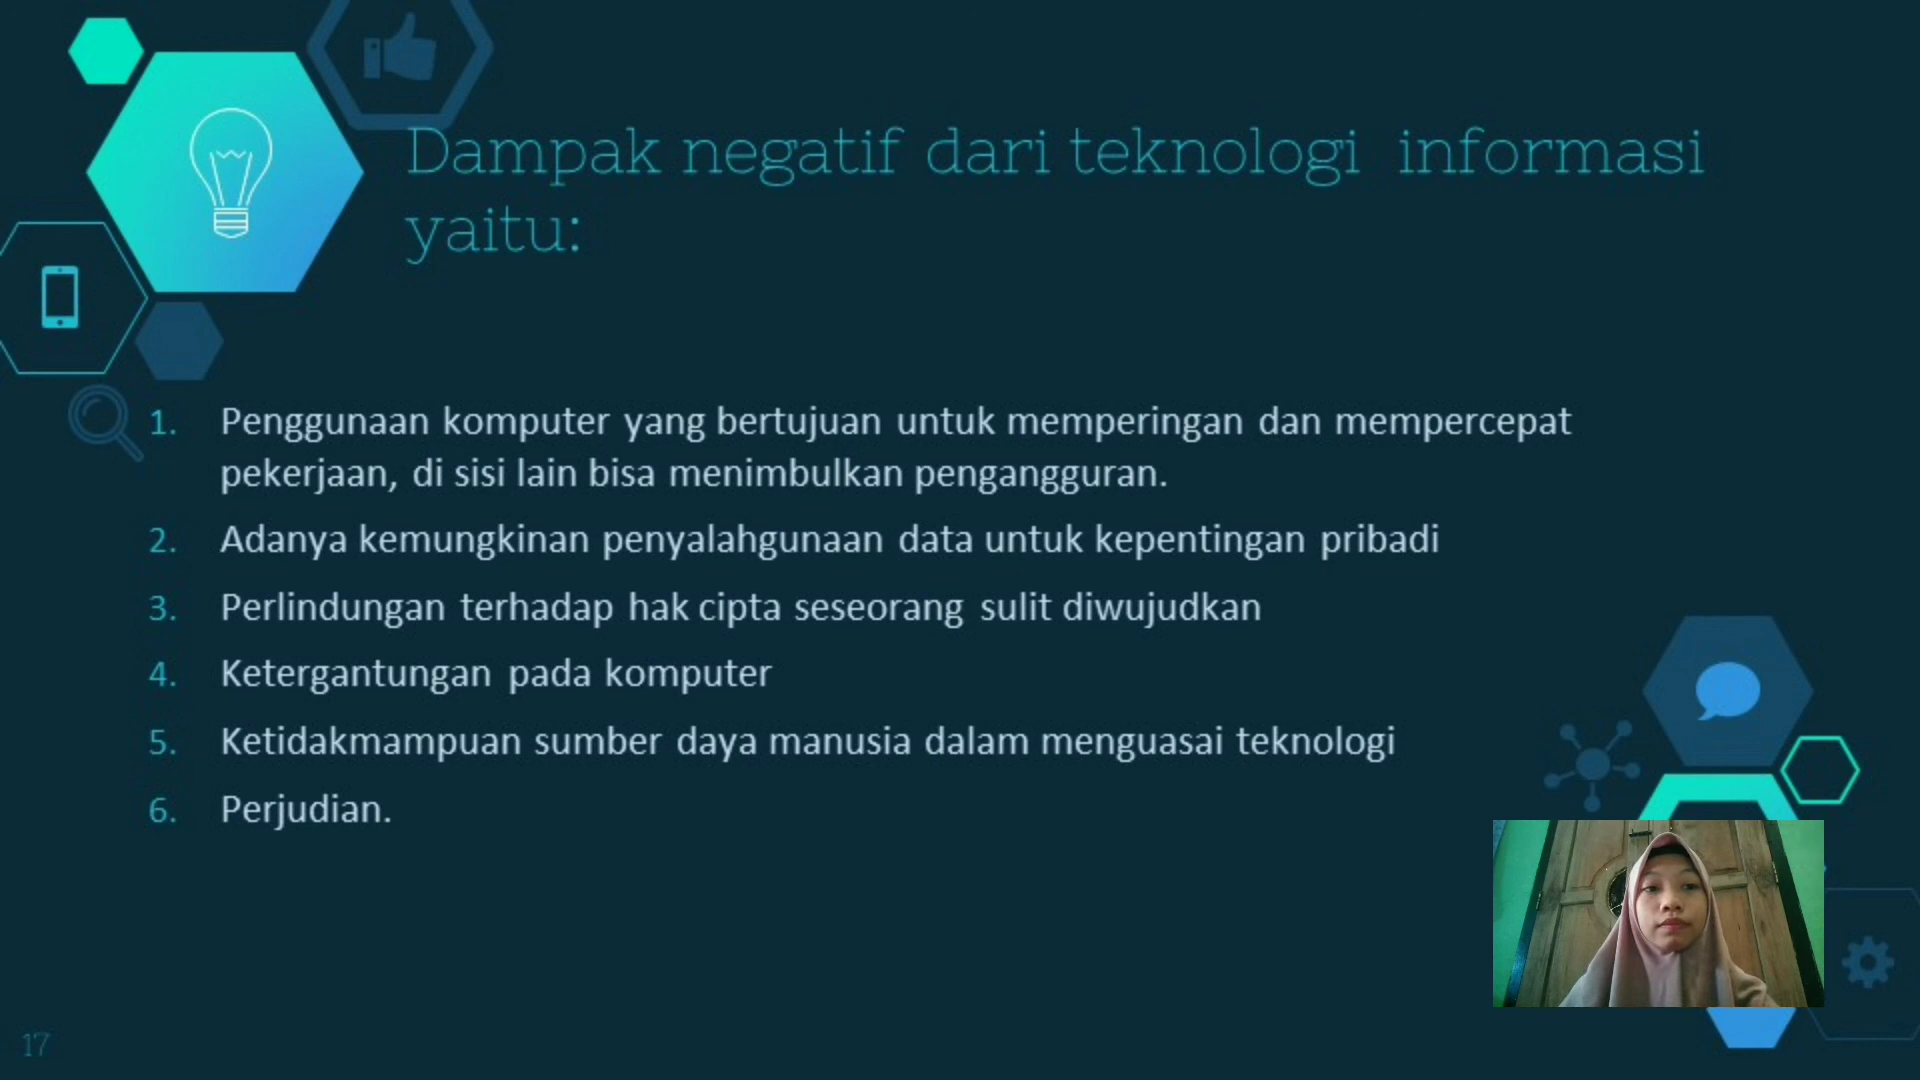 Dampak negatif dari teknologi informasi
yaitu:
1. Penggunaan komputer yang bertujuan untuk memperingan dan mempercepat
pekerjaan, di sisi lain bisa menimbulkan pengangguran.
2. Adanya kemungkinan penyalahgunaan data untuk kepentingan pribadi
3. Perlindungan terhadap hak cipta seseorang sulit diwujudkan
4. Ketergantungan pada komputer
5. Ketidakmampuan sumber daya manusia dalam menguasai teknologi
6. Perjudian.
17